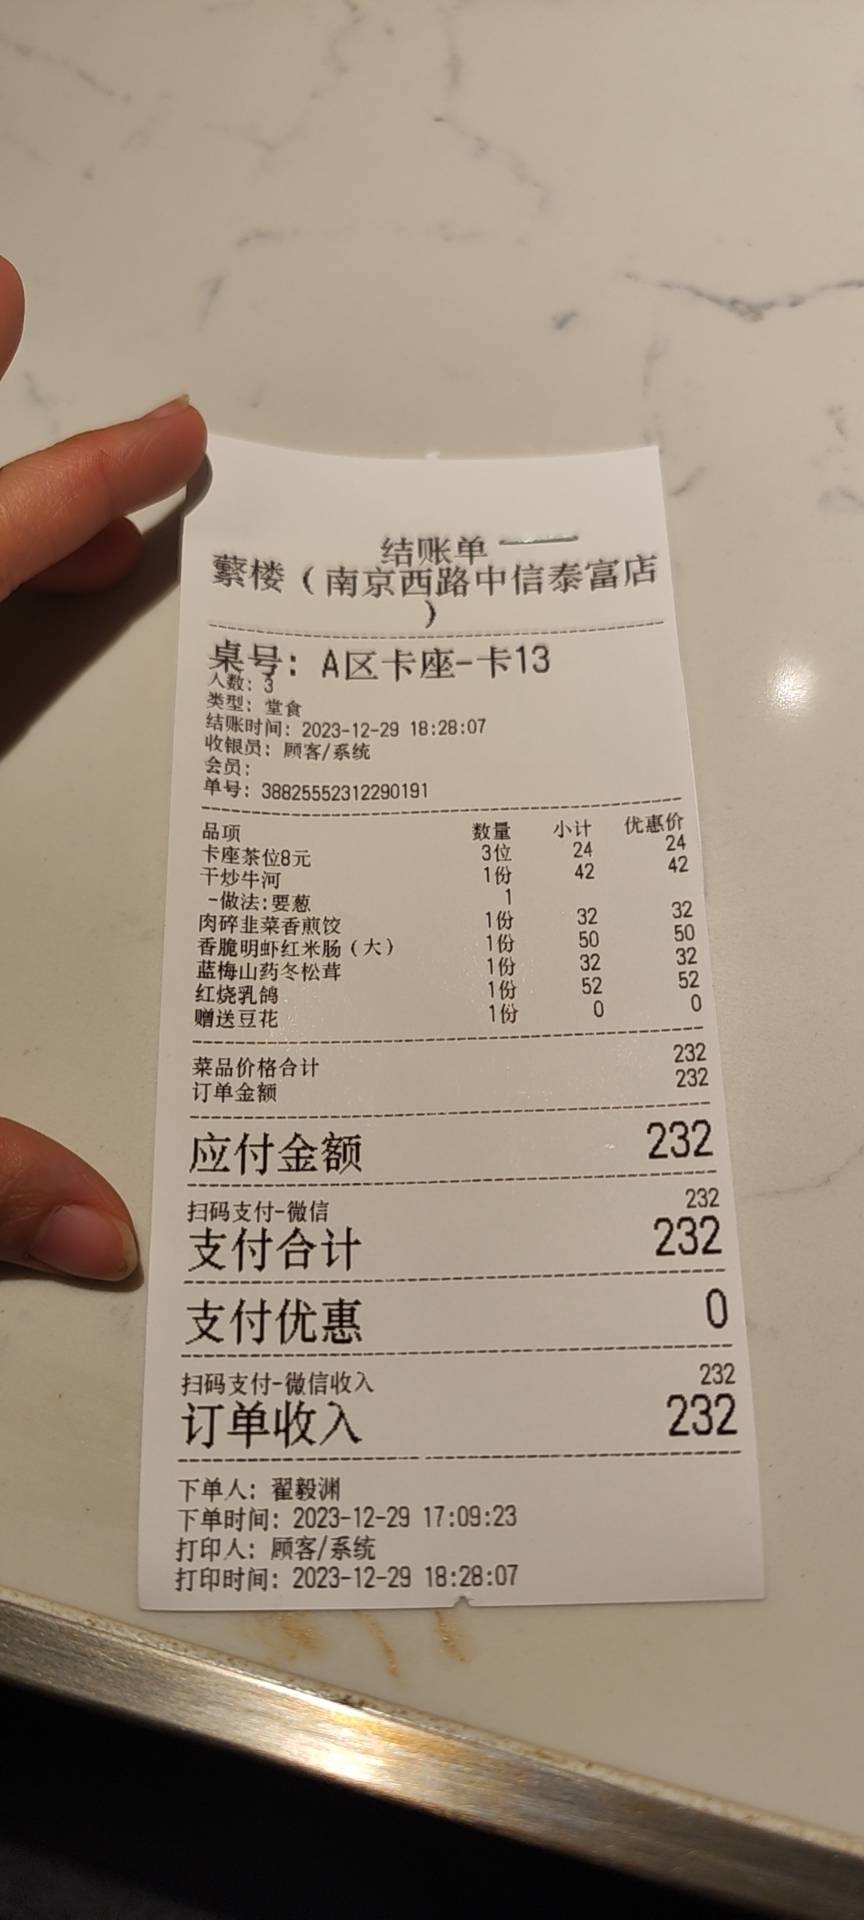 结账单
蘩楼（南京西路中信泰富店
）
桌号：A区卡座-卡13
人数：3
类型：堂食
结账时间：2023-12-29 18:28:07
收银员：顾客/系统
会员：
单号：38825552312290191
品项 数量 小计 优惠价
卡座茶位8元 3位 24 24
干炒牛河 1份 42 42
-做法:要葱 1
肉碎韭菜香煎饺 1份 32 32
香脆明虾红米肠（大） 1份 50 50
蓝梅山药冬松茸 1份 32 32
红烧乳鸽 1份 52 52
赠送豆花 1份 0 0
菜品价格合计 232
订单金额 232
应付金额 232
扫码支付-微信 232
支付合计 232
支付优惠 0
扫码支付-微信收入 232
订单收入 232
下单人：翟毅渊
下单时间：2023-12-29 17:09:23
打印人：顾客/系统
打印时间：2023-12-29 18:28:07